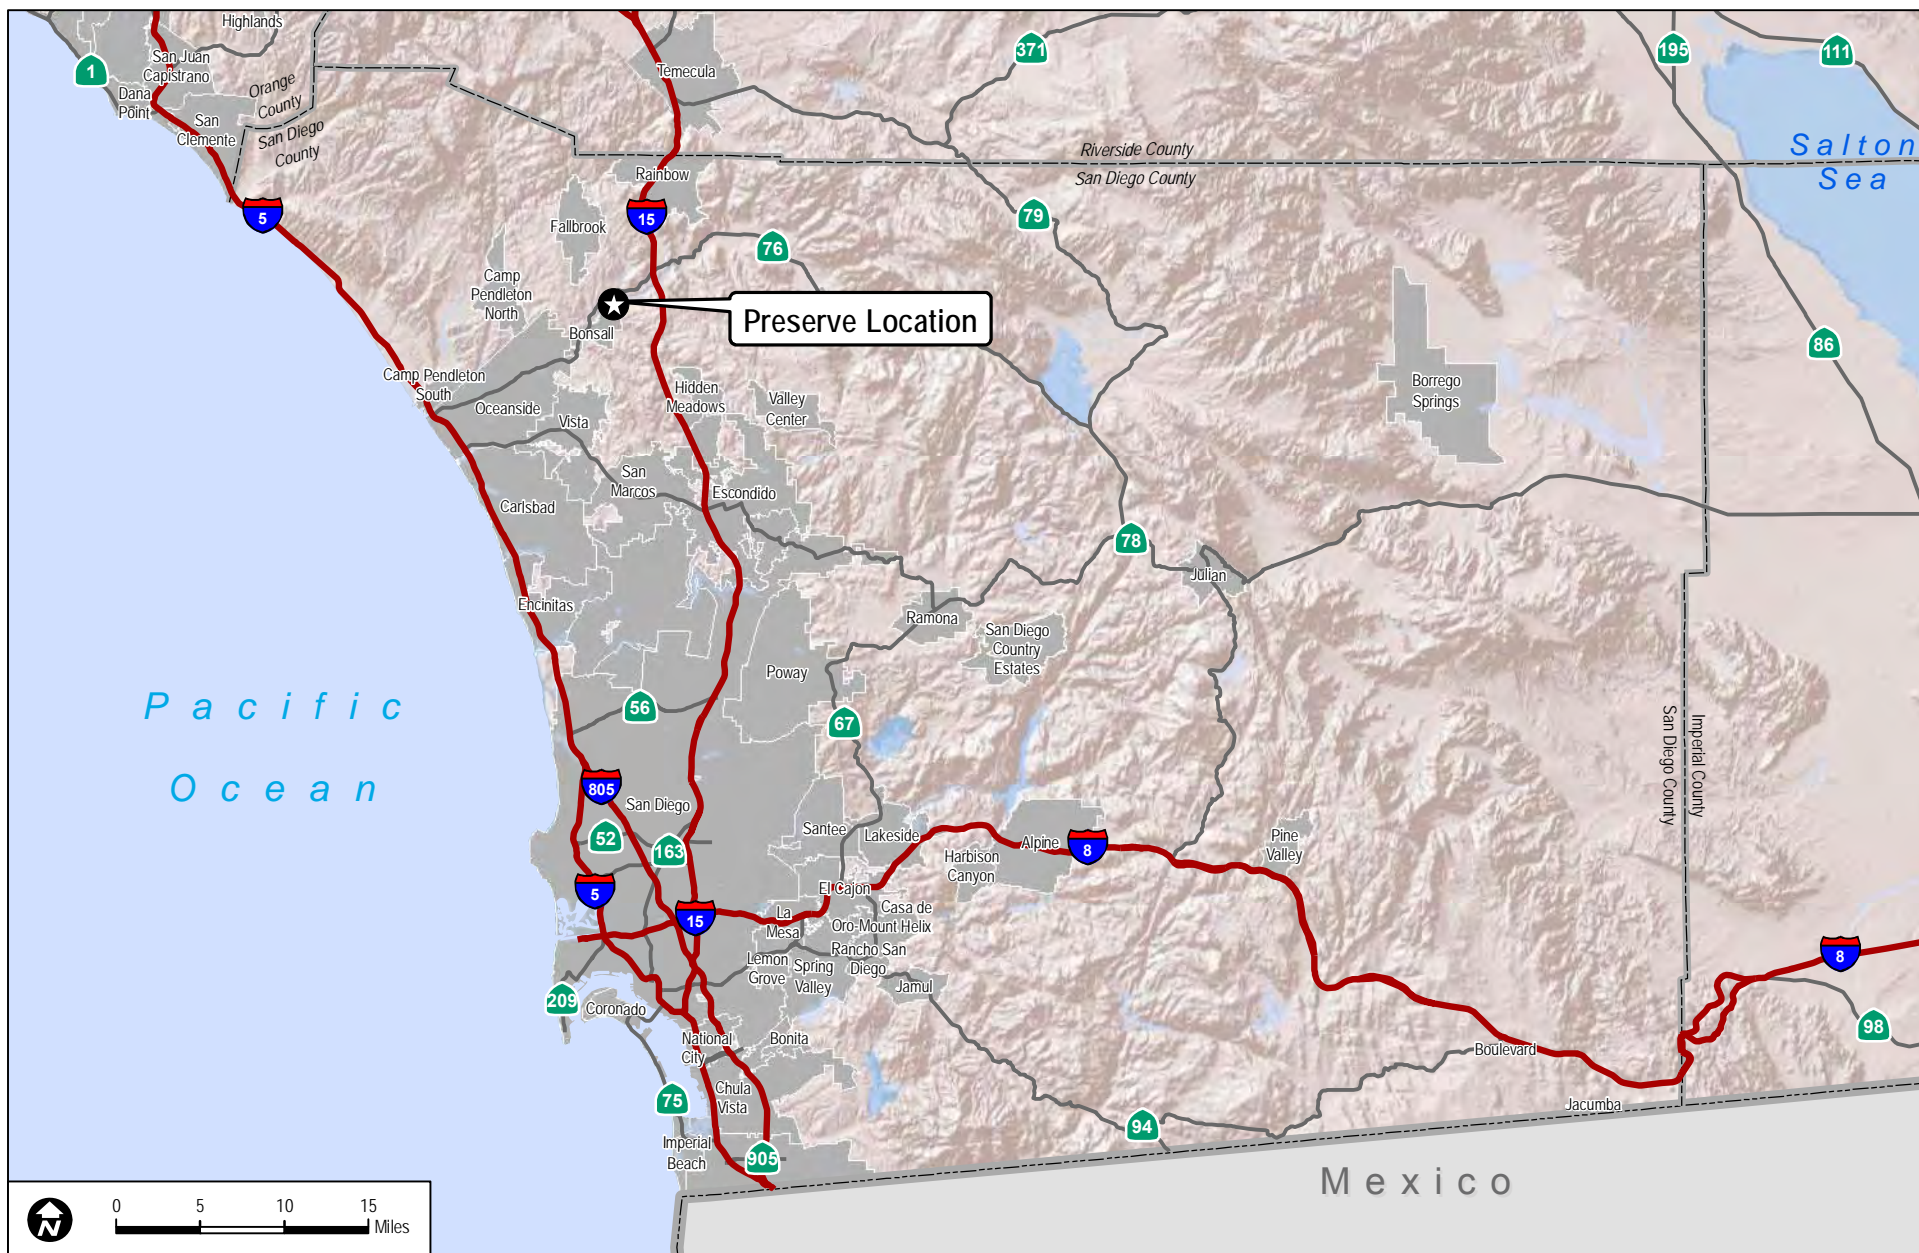 Highlands
371
195
111
1
San Juan
Capistrano
Temecula
Dana
Point
Orange
County
San
Clemente
San Diego
County
Riverside County
San Diego County
Salton
Sea
Rainbow
5
15
79
Fallbrook
76
Camp
Pendleton
North
Preserve Location
Bonsall
86
Camp Pendleton
South
Hidden
Meadows
Valley
Center
Borrego
Springs
Oceanside
Vista
San
Marcos
Escondido
Carlsbad
78
Julian
Encinitas
Ramona
San Diego
Country
Estates
Poway
Pacific
Ocean
56
67
San Diego County
Imperial County
805
San Diego
52
163
Santee
Lakeside
Alpine
8
Pine
Valley
Harbison
Canyon
5
El Cajon
15
La
Mesa
Casa de
Oro-Mount Helix
Rancho San
Diego
Lemon
Grove
Spring
Valley
Jamul
8
209
Coronado
98
National
City
Bonita
Boulevard
75
Chula
Vista
Jacumba
94
Imperial
Beach
905
Mexico
N
0 5 10 15
Miles